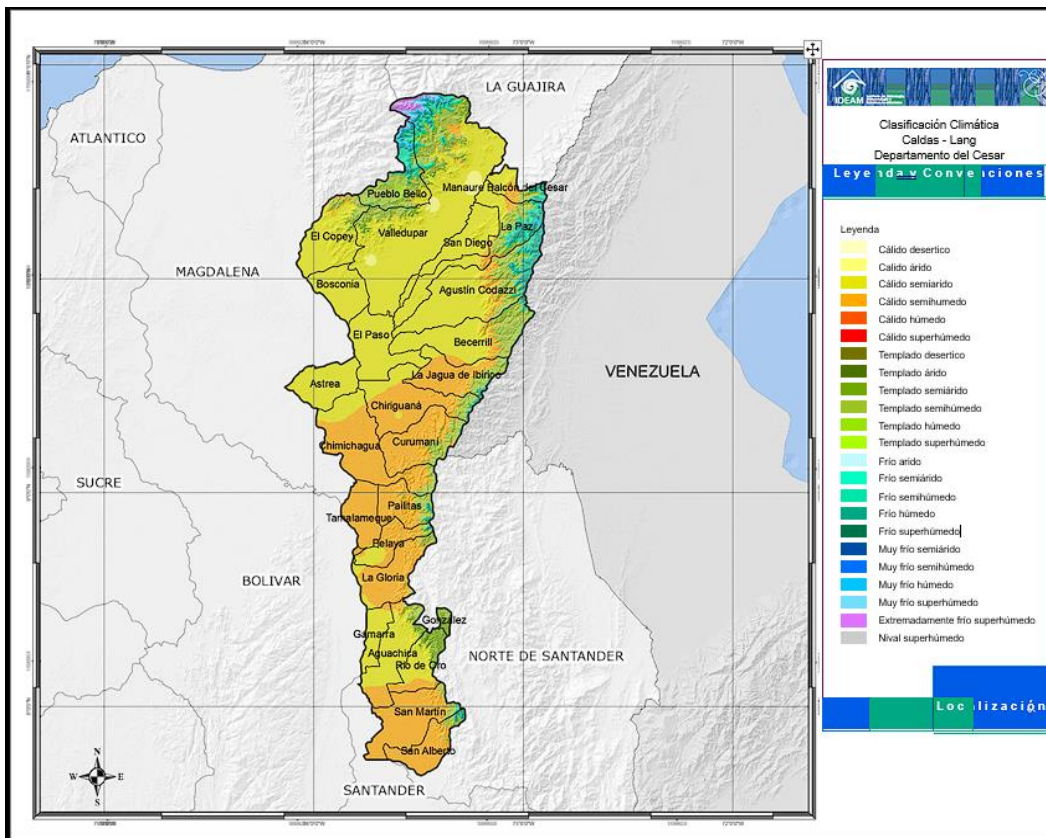 LA GUAJIRA
ATLANTICO
Pueblo Bello
Manaure Balcón del Cesar
La Paz
Valledupar
El Copey
San Diego
MAGDALENA
Bosconia
Agustín Codazzi
El Paso
Becerrill
La Jagua de Ibirico
VENEZUELA
Astrea
Chiriguaná
Chimichagua
Curumaní
SUCRE
Pailitas
Tamalameque
Pelaya
La Gloria
BOLIVAR
González
Gamarra
Aguachica
Río de Oro
NORTE DE SANTANDER
San Martín
San Alberto
SANTANDER
N
W E
S
IDEAM
Clasificación Climática
Caldas - Lang
Departamento del Cesar
Leyenda y Convenciones
Leyenda
Cálido desertico
Calido árido
Cálido semiarido
Cálido semihumedo
Cálido húmedo
Cálido superhúmedo
Templado desertico
Templado árido
Templado semiárido
Templado semihúmedo
Templado húmedo
Templado superhúmedo
Frío arido
Frío semiárido
Frío semihúmedo
Frío húmedo
Frío superhúmedo
Muy frío semiárido
Muy frío semihúmedo
Muy frío húmedo
Muy frío superhúmedo
Extremadamente frío superhúmedo
Nival superhúmedo
Localización